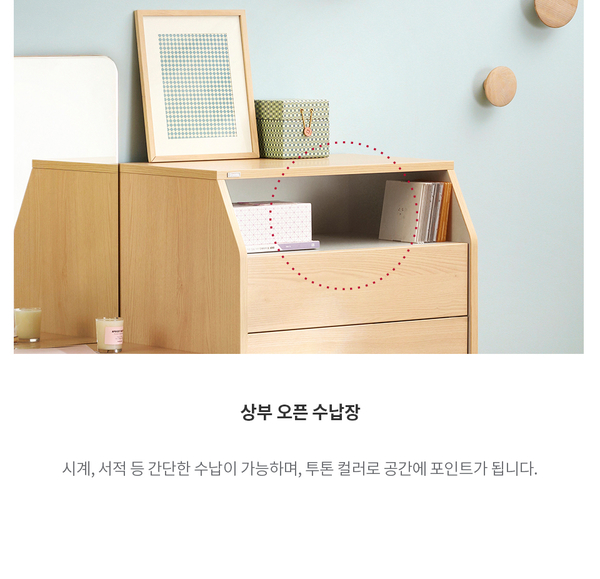 상부 오픈 수납장
시계, 서적 등 간단한 수납이 가능하며, 투톤 컬러로 공간에 포인트가 됩니다.